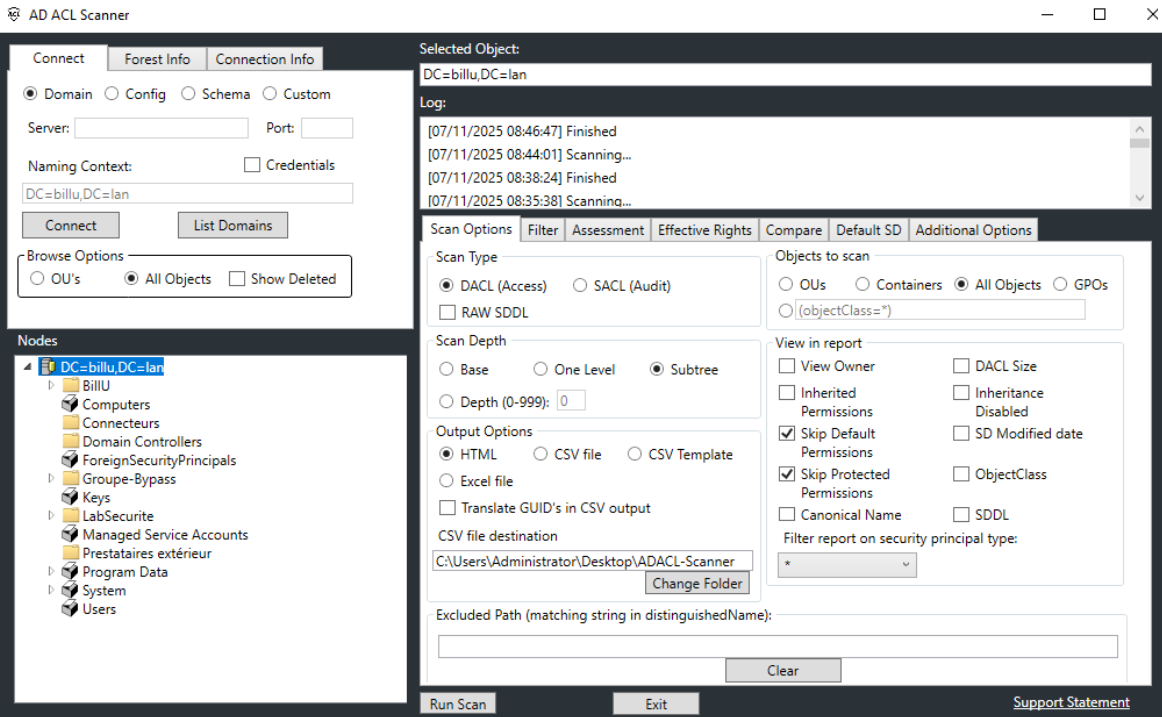 ACL AD ACL Scanner
Connect Forest Info Connection Info
Domain Config Schema Custom
Server: Port:
Naming Context: Credentials
DC=billu,DC=lan
Connect List Domains
Browse Options
OU's All Objects Show Deleted
Nodes
DC=billu,DC=lan
BillU
Computers
Connecteurs
Domain Controllers
ForeignSecurityPrincipals
Groupe-Bypass
Keys
LabSecurite
Managed Service Accounts
Prestataires extérieur
Program Data
System
Users
Selected Object:
DC=billu,DC=lan
Log:
[07/11/2025 08:46:47] Finished
[07/11/2025 08:44:01] Scanning...
[07/11/2025 08:38:24] Finished
[07/11/2025 08:35:38] Scanning...
Scan Options Filter Assessment Effective Rights Compare Default SD Additional Options
Scan Type
DACL (Access) SACL (Audit)
RAW SDDL
Scan Depth
Base One Level Subtree
Depth (0-999): 0
Output Options
HTML CSV file CSV Template
Excel file
Translate GUID's in CSV output
CSV file destination
C:\Users\Administrator\Desktop\ADACL-Scanner
Change Folder
Objects to scan
OUs Containers All Objects GPOs
(objectClass=*)
View in report
View Owner DACL Size
Inherited Permissions Inheritance Disabled
Skip Default Permissions SD Modified date
Skip Protected Permissions ObjectClass
Canonical Name SDDL
Filter report on security principal type:
*
Excluded Path (matching string in distinguishedName):
Clear
Run Scan Exit Support Statement